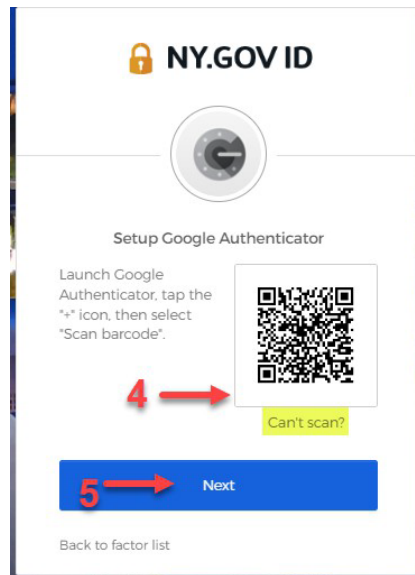 NY.GOV ID
Setup Google Authenticator
Launch Google
Authenticator, tap the
"+" icon, then select
"Scan barcode".
4
Can't scan?
5
Next
Back to factor list